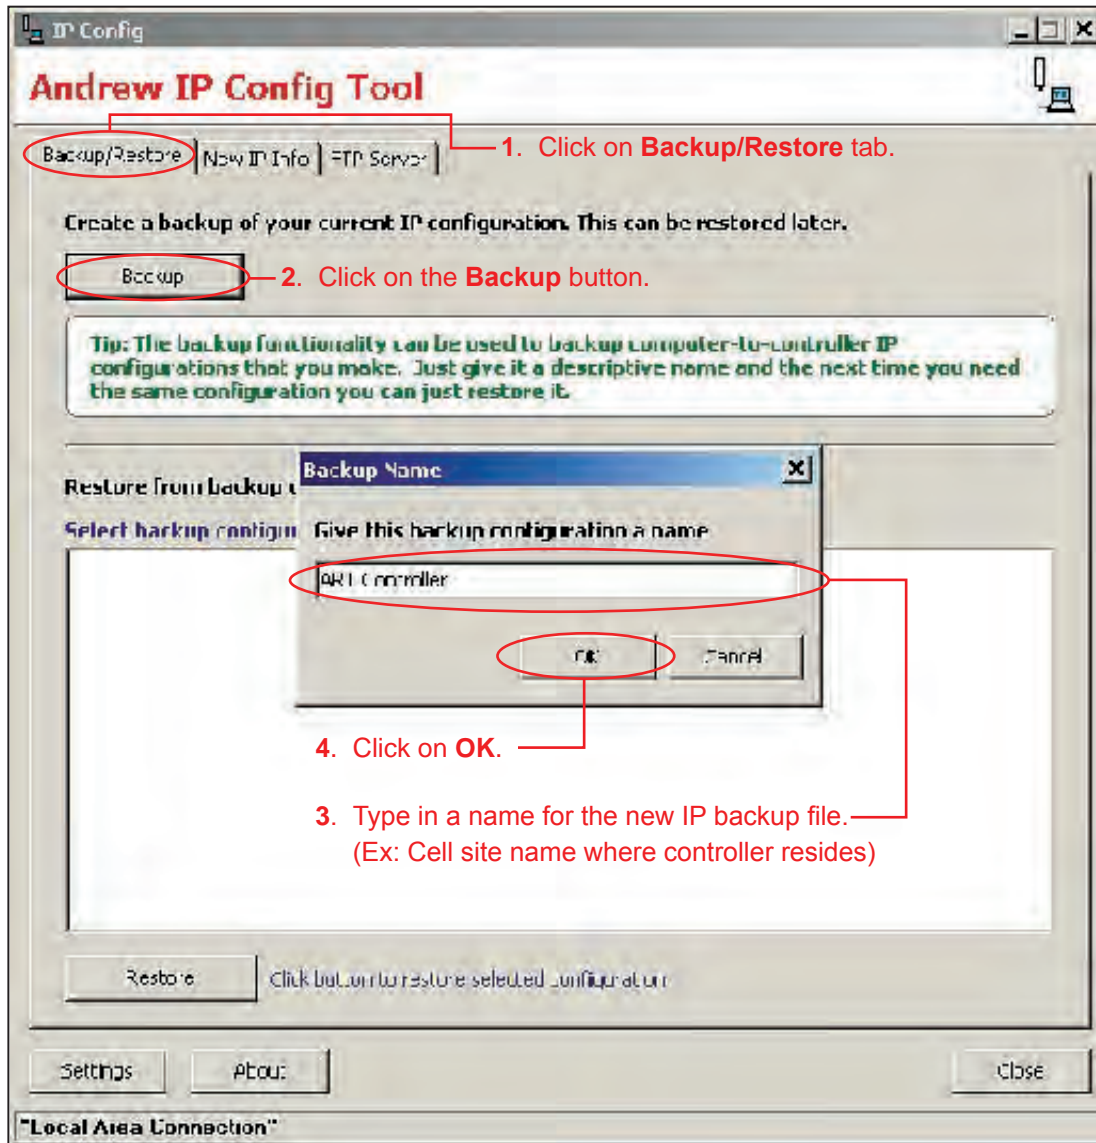 IP Config
Andrew IP Config Tool
Backup/Restore
New IP Info
FTP Server
1. Click on Backup/Restore tab.
Create a backup of your current IP configuration. This can be restored later.
Backup
2. Click on the Backup button.
Tip: The backup functionality can be used to backup computer-to-controller IP
configurations that you make. Just give it a descriptive name and the next time you need
the same configuration you can just restore it.
Restore from backup
Select backup configu
Backup Name
Give this backup configuration a name
ART Controller
OK
Cancel
4. Click on OK.
3. Type in a name for the new IP backup file.
(Ex: Cell site name where controller resides)
Restore
Click button to restore selected configuration
Settings
About
Close
"Local Area Connection"